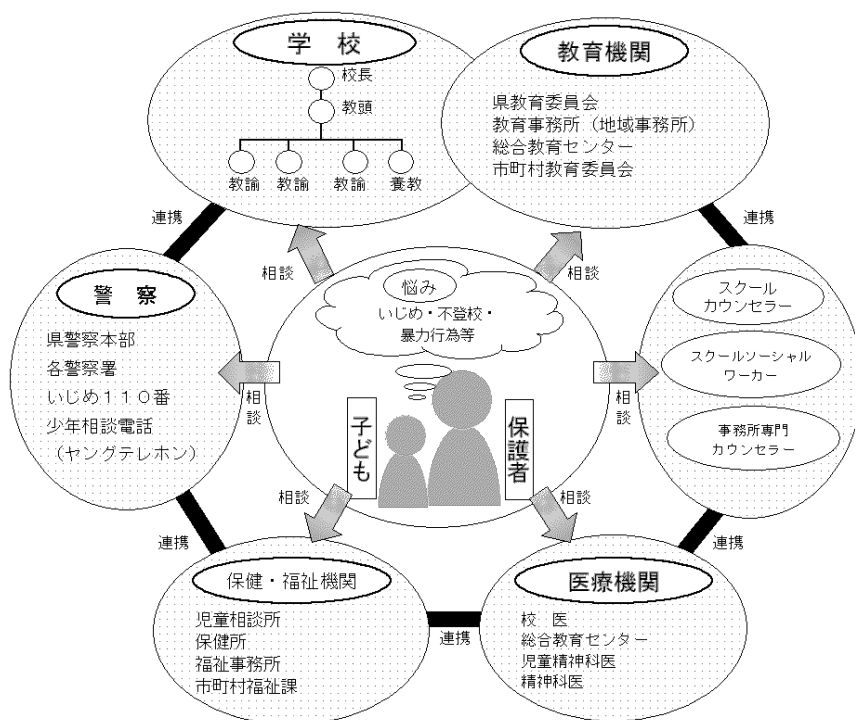 学　校
校長
教頭
教諭
教諭
教諭
養教
教育機関
県教育委員会
教育事務所（地域事務所）
総合教育センター
市町村教育委員会
連携
連携
相談
相談
警　察
県警察本部
各警察署
いじめ１１０番
少年相談電話
（ヤングテレホン）
悩み
いじめ・不登校・
暴力行為等
子ども
保護者
相談
相談
スクール
カウンセラー
スクールソーシャル
ワーカー
事務所専門
カウンセラー
相談
相談
連携
連携
保健・福祉機関
児童相談所
保健所
福祉事務所
市町村福祉課
連携
医療機関
校　医
総合教育センター
児童精神科医
精神科医